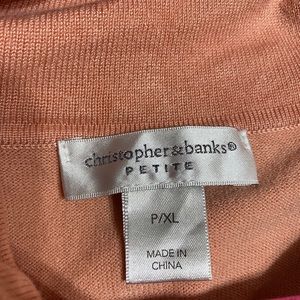 christopher&banks®
PETITE
P/XL
MADE IN
CHINA